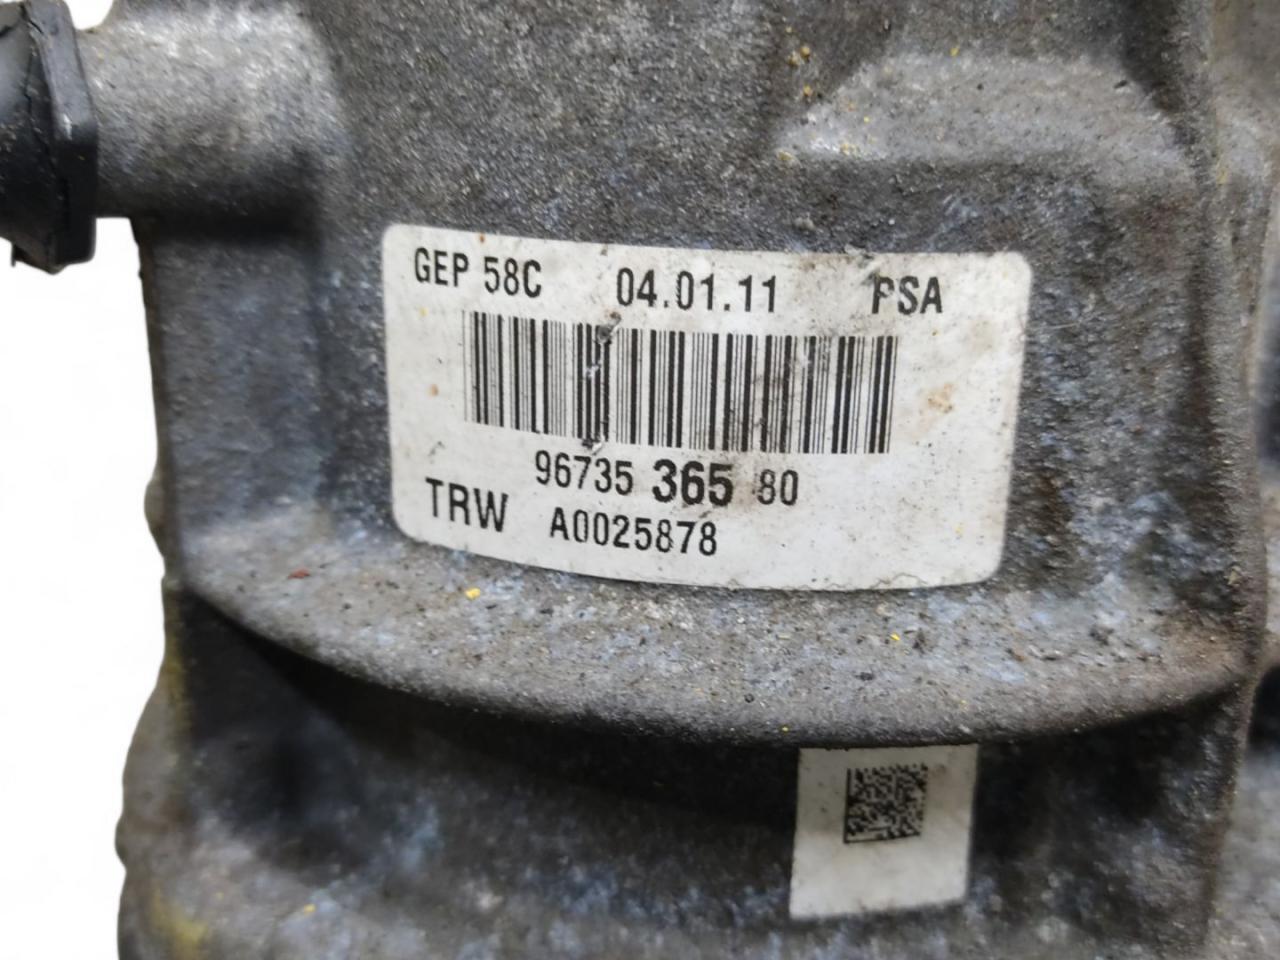 GEP 58C 04.01.11 PSA
96735 365 80
TRW A0025878